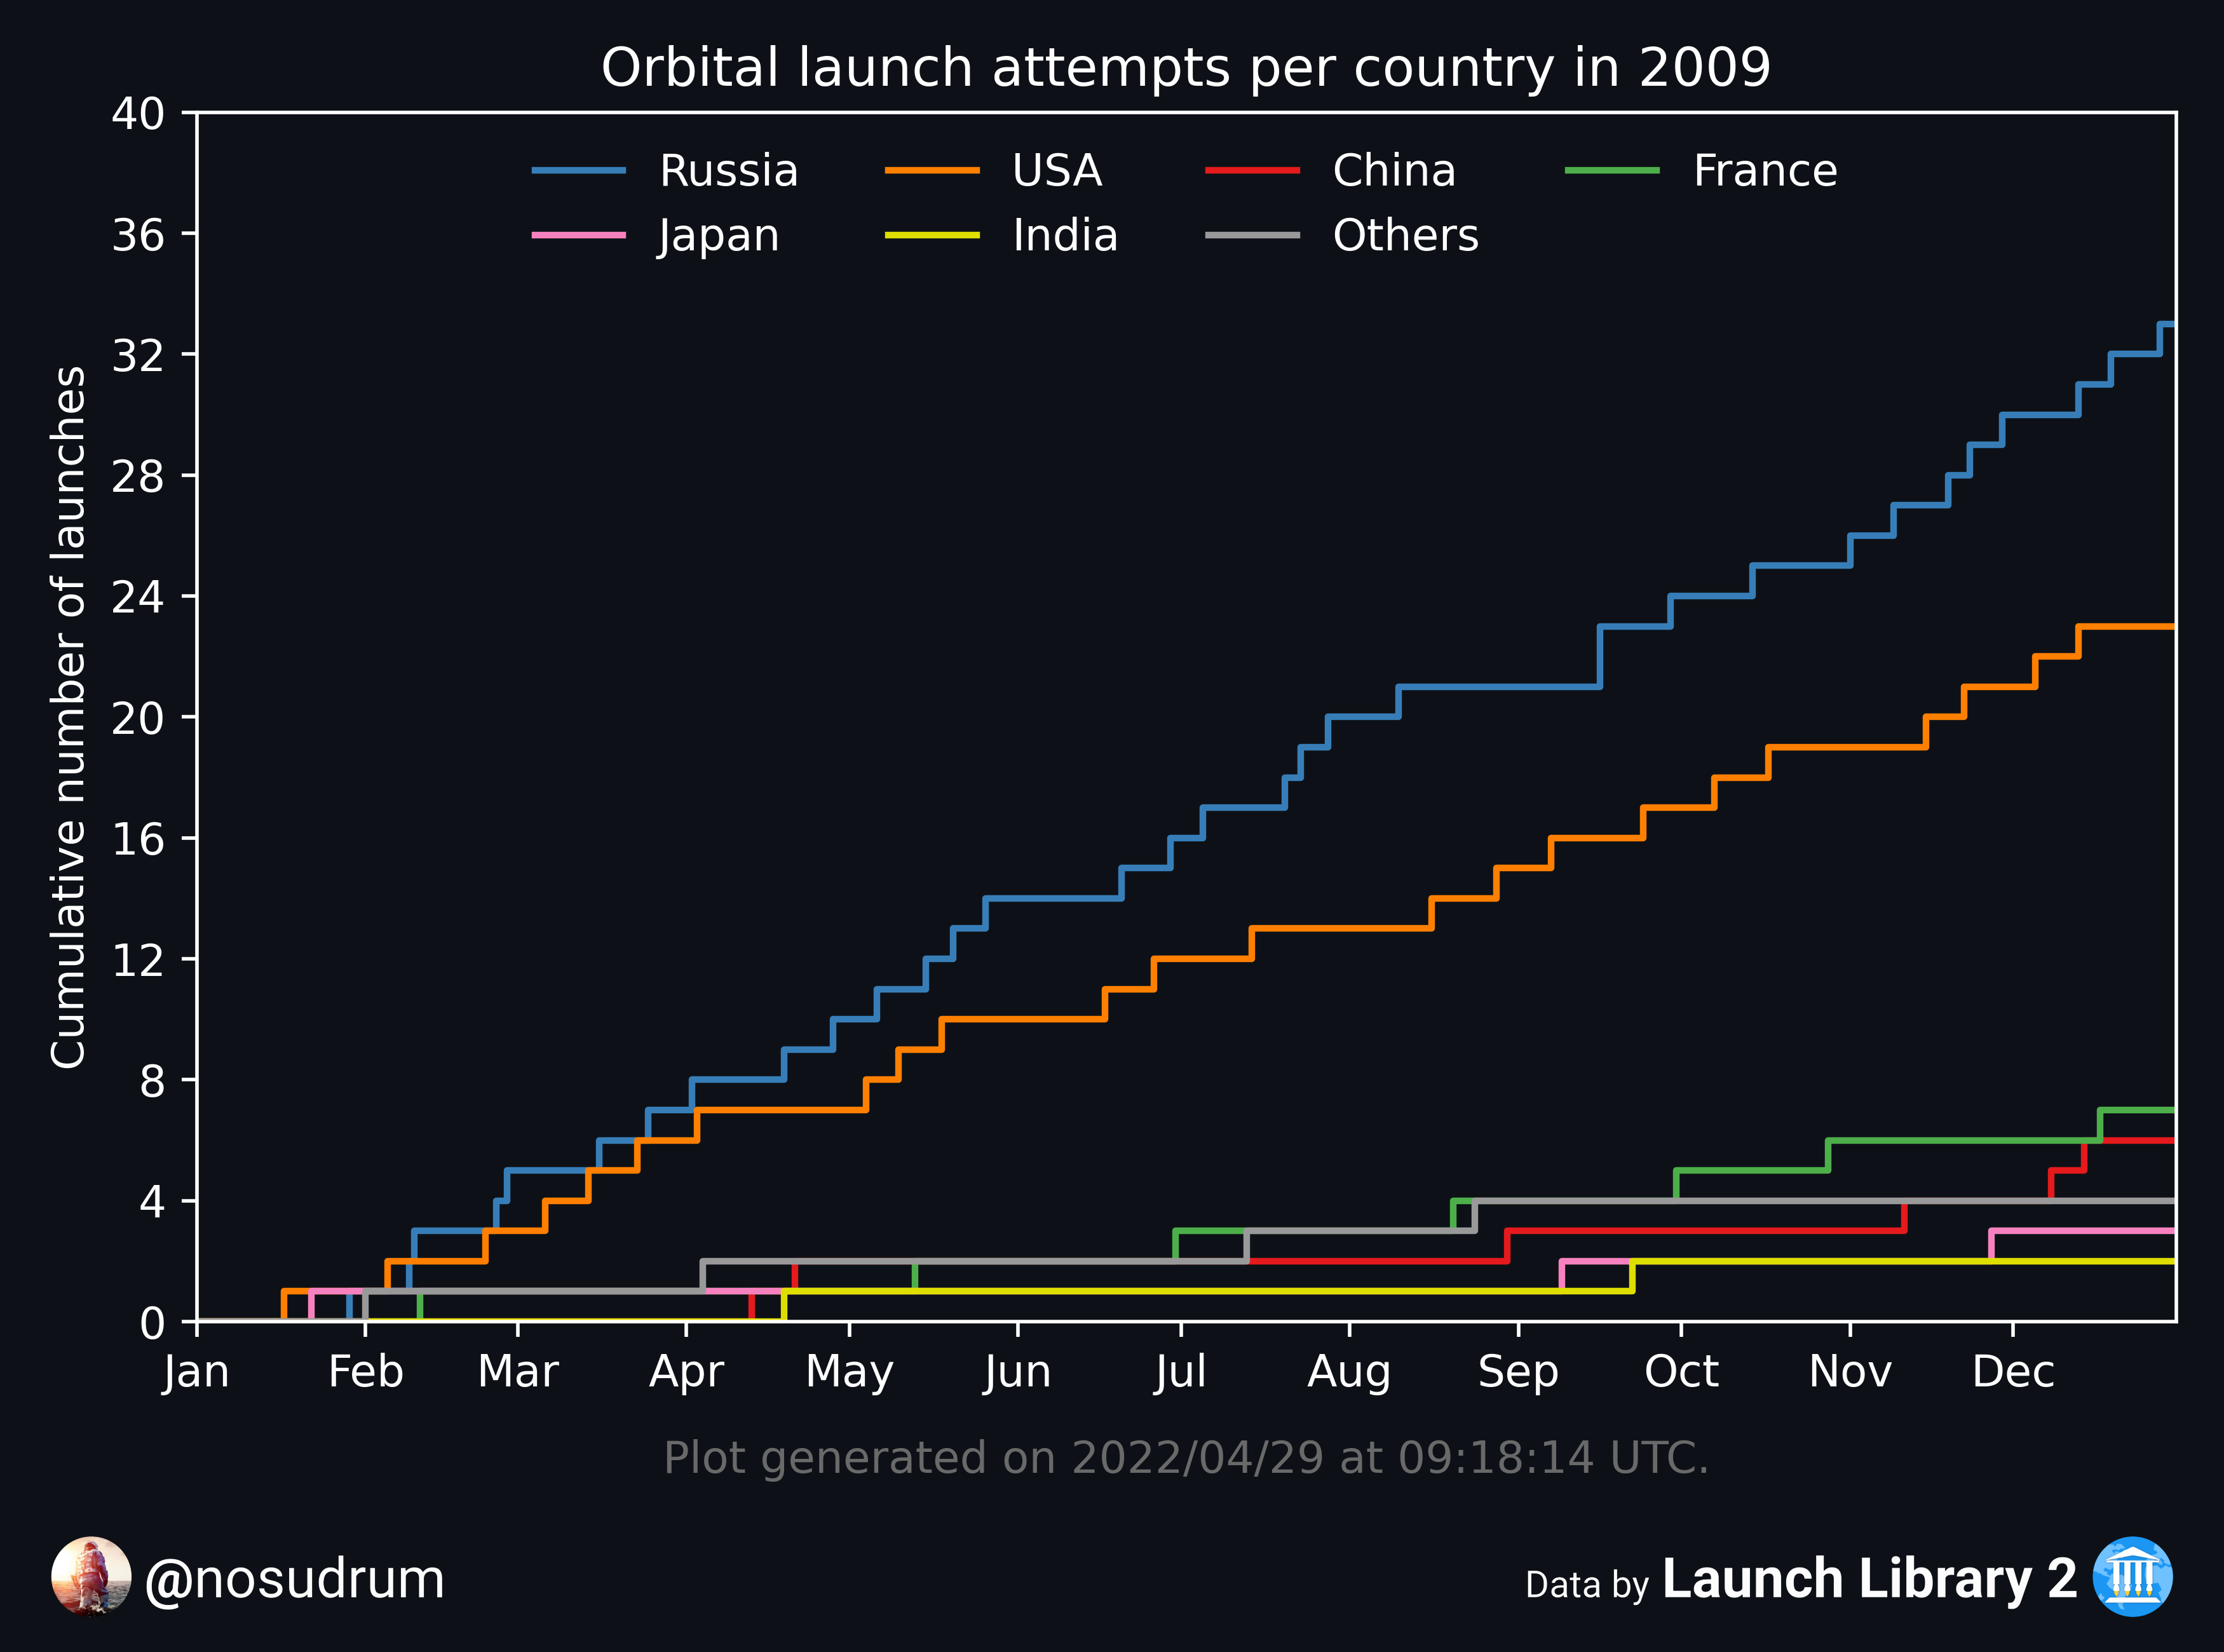 Orbital launch attempts per country in 2009
40
36
32
28
24
20
16
12
8
4
0
Cumulative number of launches
Russia USA China France
Japan India Others
Jan Feb Mar Apr May Jun Jul Aug Sep Oct Nov Dec
Plot generated on 2022/04/29 at 09:18:14 UTC.
@nosudrum
Data by Launch Library 2